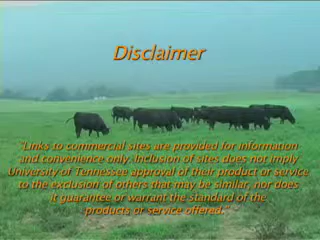 Disclaimer
"Links to commercial sites are provided for information
and convenience only. Inclusion of sites does not imply
University of Tennessee approval of their product or service
to the exclusion of others that may be similar, nor does
it guarantee or warrant the standard of the
products or service offered."